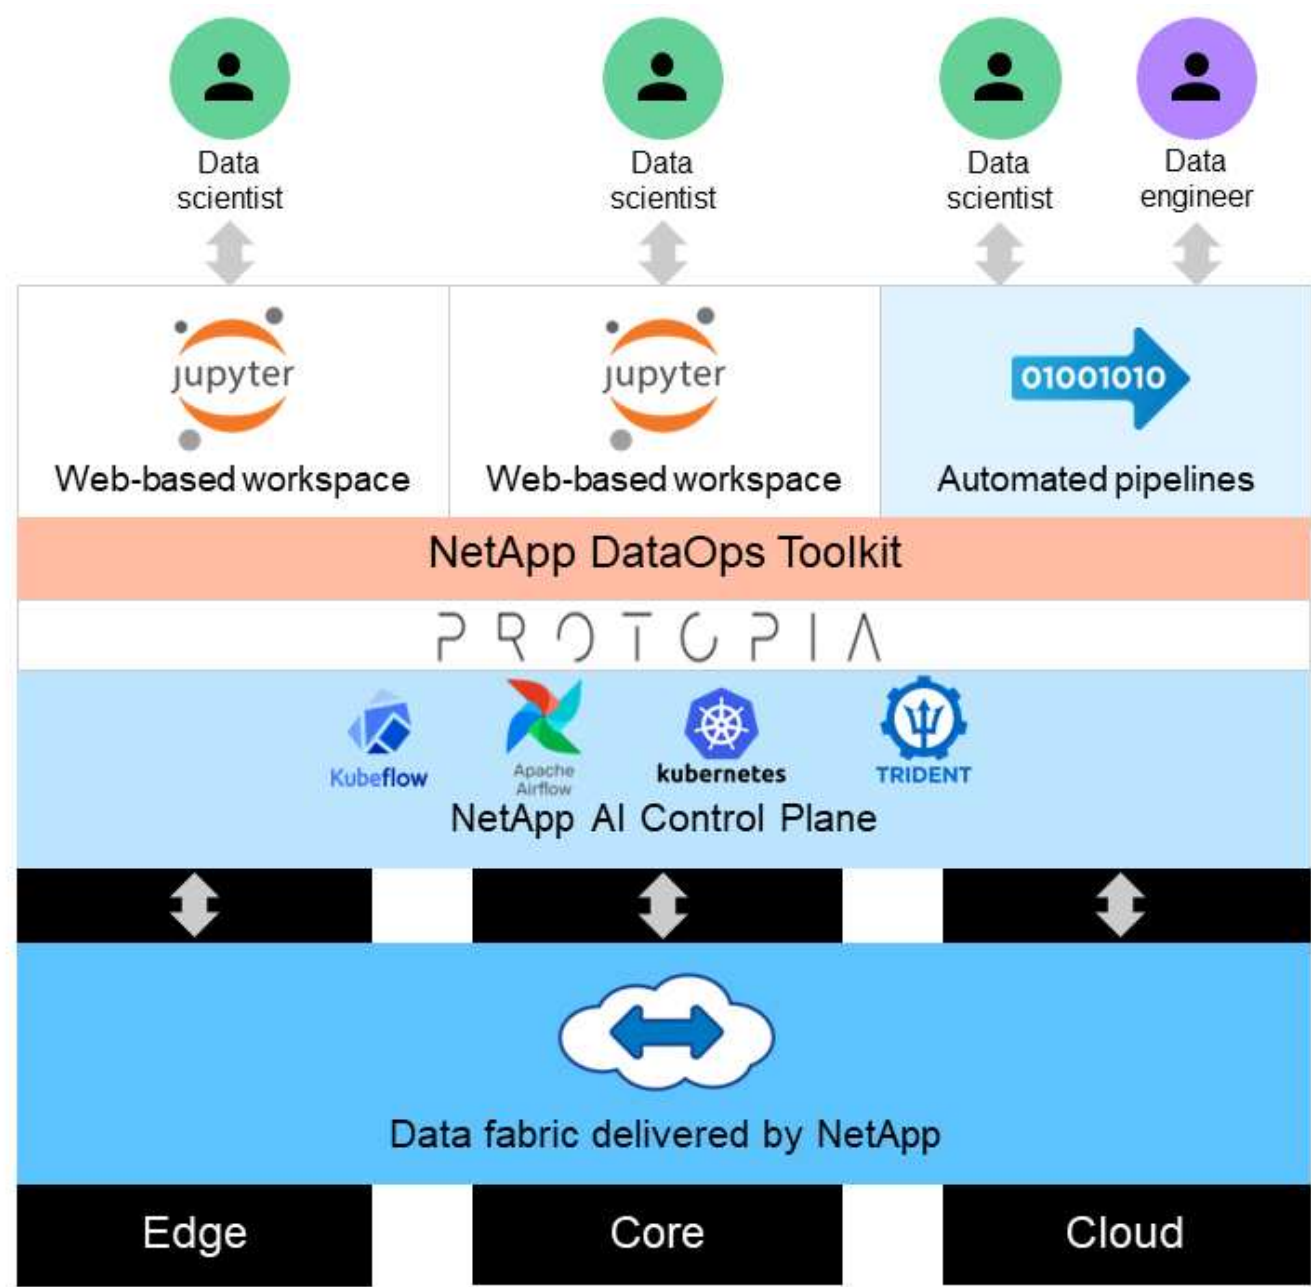 Data
scientist
Data
scientist
Data
scientist
Data
engineer
jupyter
Web-based workspace
jupyter
Web-based workspace
01001010
Automated pipelines
NetApp DataOps Toolkit
PROTOPIA
Kubeflow
Apache
Airflow
kubernetes
TRIDENT
NetApp AI Control Plane
Data fabric delivered by NetApp
Edge
Core
Cloud